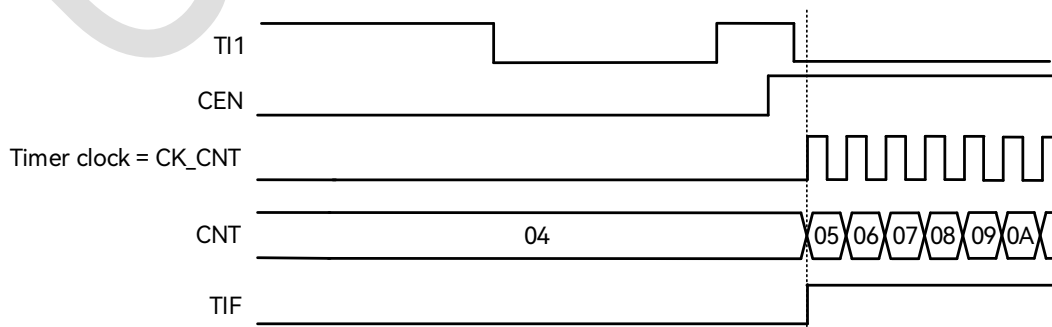 TI1
CEN
Timer clock = CK_CNT
CNT
04
05
06
07
08
09
0A
TIF